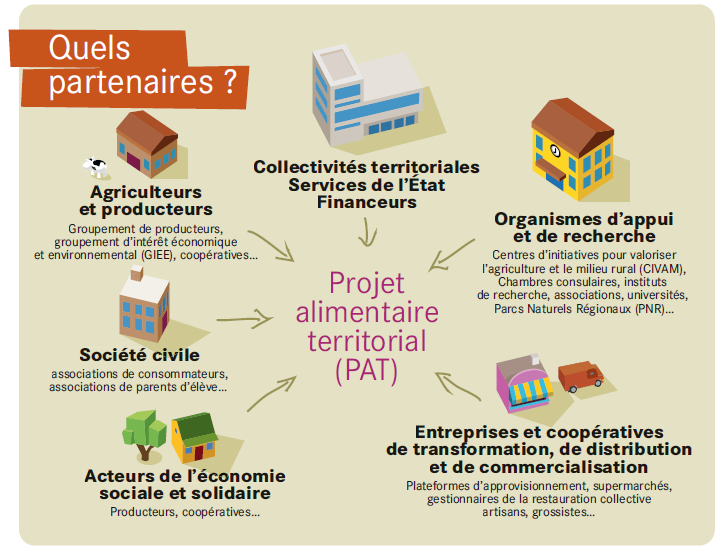 Quels
partenaires ?
Collectivités territoriales
Services de l'État
Financeurs
Agriculteurs
et producteurs
Groupement de producteurs,
groupement d'intérêt économique
et environnemental (GIEE), coopératives...
Organismes d'appui
et de recherche
Centres d'initiatives pour valoriser
l'agriculture et le milieu rural (CIVAM),
Chambres consulaires, instituts
de recherche, associations, universités,
Parcs Naturels Régionaux (PNR)...
Projet
alimentaire
territorial
(PAT)
Société civile
associations de consommateurs,
associations de parents d'élève...
Entreprises et coopératives
de transformation, de distribution
et de commercialisation
Plateformes d'approvisionnement, supermarchés,
gestionnaires de la restauration collective
artisans, grossistes...
Acteurs de l'économie
sociale et solidaire
Producteurs, coopératives...